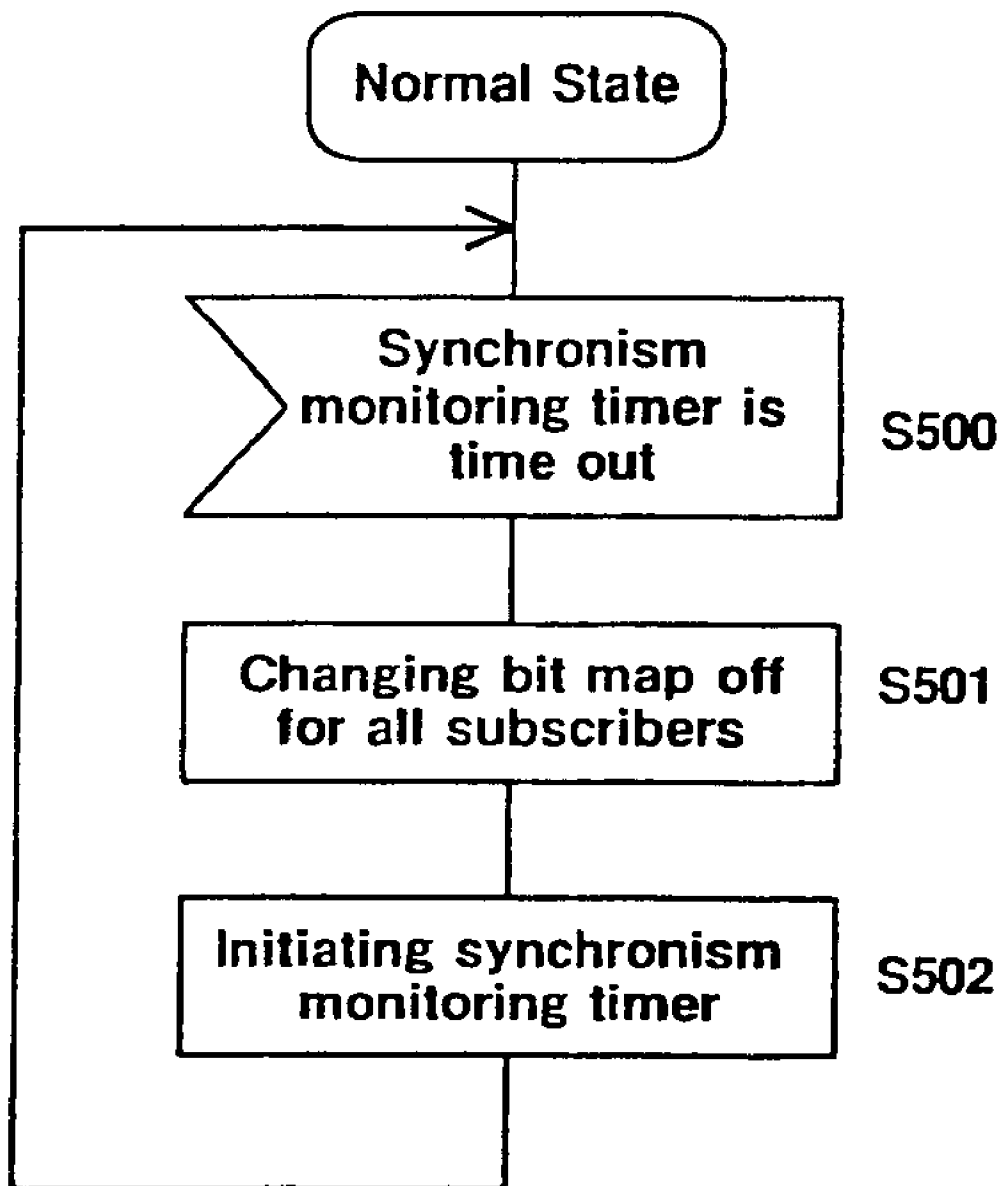 Normal State
Synchronism
monitoring timer is
time out
S500
Changing bit map off
for all subscribers
S501
Initiating synchronism
monitoring timer
S502